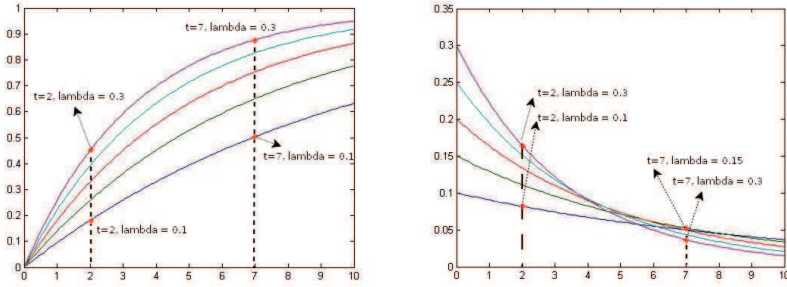 1
0.9
0.8
0.7
0.6
0.5
0.4
0.3
0.2
0.1
0
0 1 2 3 4 5 6 7 8 9 10
t=7, lambda = 0.3
t=2, lambda = 0.3
t=7, lambda = 0.1
t=2, lambda = 0.1
0.35
0.3
0.25
0.2
0.15
0.1
0.05
0
0 1 2 3 4 5 6 7 8 9 10
t=2, lambda = 0.3
t=2, lambda = 0.1
t=7, lambda = 0.15
t=7, lambda = 0.3